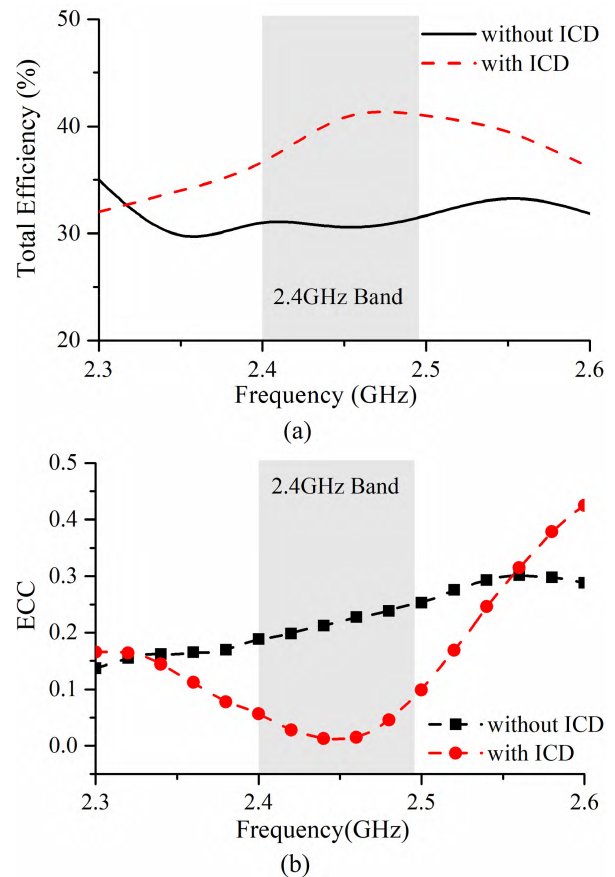 50
40
30
20
Total Efficiency (%)
without ICD
with ICD
2.4GHz Band
2.3
2.4
2.5
2.6
Frequency (GHz)
(a)
0.5
0.4
0.3
0.2
0.1
0.0
ECC
2.4GHz Band
without ICD
with ICD
2.3
2.4
2.5
2.6
Frequency(GHz)
(b)